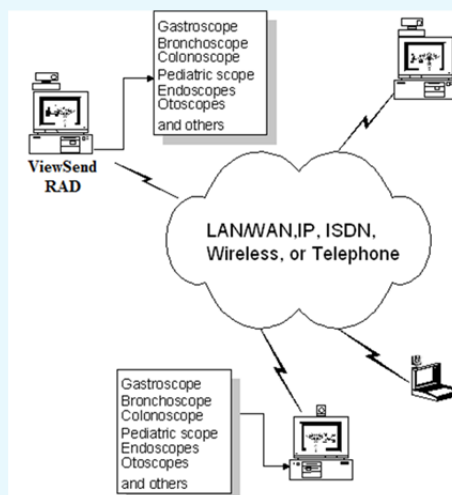 Gastroscope
Bronchoscope
Colonoscope
Pediatric scope
Endoscopes
Otoscopes
and others
ViewSend
RAD
LAN/WAN,IP, ISDN,
Wireless, or Telephone
Gastroscope
Bronchoscope
Colonoscope
Pediatric scope
Endoscopes
Otoscopes
and others